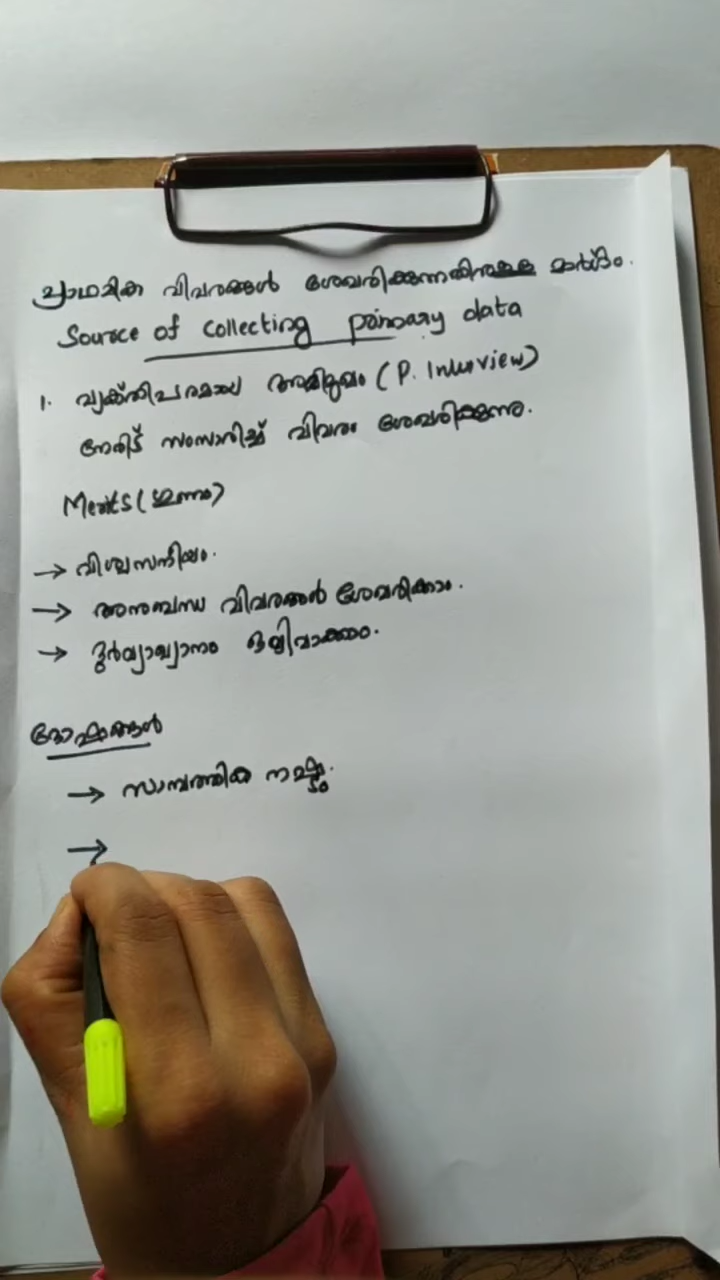 പ്രാഥമിക വിവരങ്ങൾ ശേഖരിക്കുന്നതിനുള്ള മാർഗ്ഗം.
Source of collecting primary data
1. വ്യക്തിപരമായ അഭിമുഖം (P. Interview)
നേരിട്ട് സംസാരിച്ച് വിവരം ശേഖരിക്കുന്നു.
Merits (ഗുണം)
→ വിശ്വസനീയം.
→ അനുബന്ധ വിവരങ്ങൾ ശേഖരിക്കാം.
→ ദുർവ്യാഖ്യാനം ഒഴിവാക്കാം.
ദോഷങ്ങൾ
→ സാമ്പത്തിക നഷ്ടം.
→